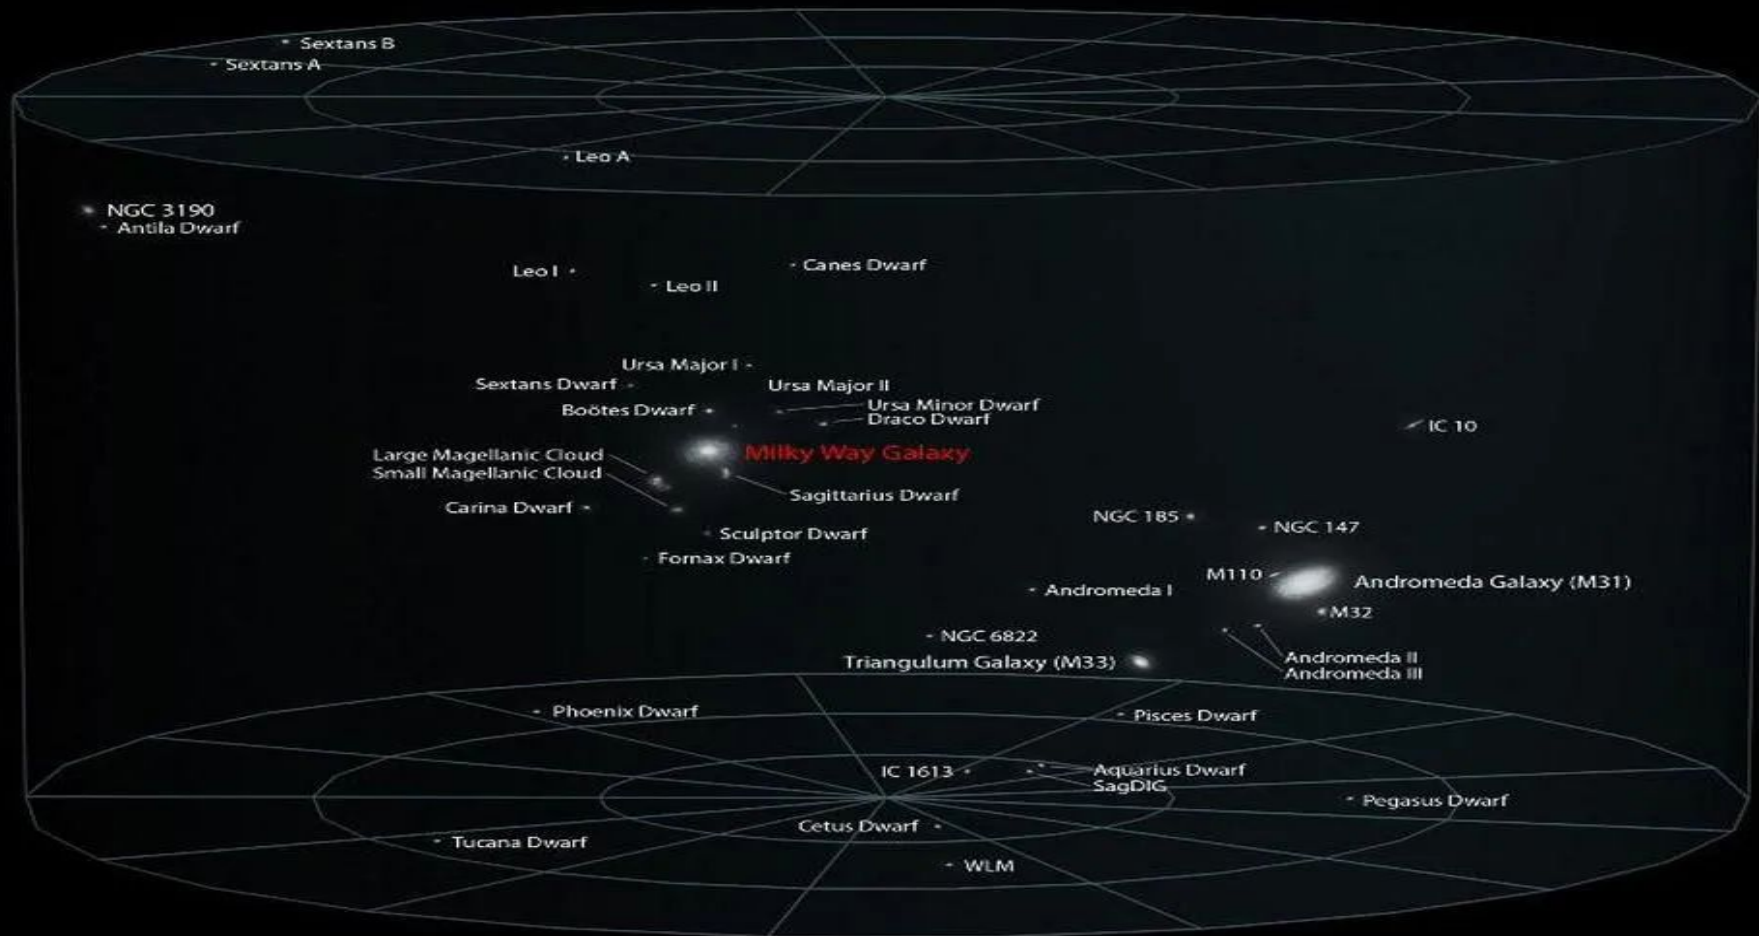 Sextans B
Sextans A
Leo A
NGC 3190
Antila Dwarf
Canes Dwarf
Leo I
Leo II
Ursa Major I
Sextans Dwarf
Ursa Major II
Boötes Dwarf
Ursa Minor Dwarf
Draco Dwarf
IC 10
Milky Way Galaxy
Large Magellanic Cloud
Small Magellanic Cloud
Sagittarius Dwarf
Carina Dwarf
NGC 185
NGC 147
Sculptor Dwarf
Fornax Dwarf
M110
Andromeda Galaxy (M31)
Andromeda I
M32
NGC 6822
Triangulum Galaxy (M33)
Andromeda II
Andromeda III
Phoenix Dwarf
Pisces Dwarf
IC 1613
Aquarius Dwarf
SagDIG
Pegasus Dwarf
Cetus Dwarf
Tucana Dwarf
WLM